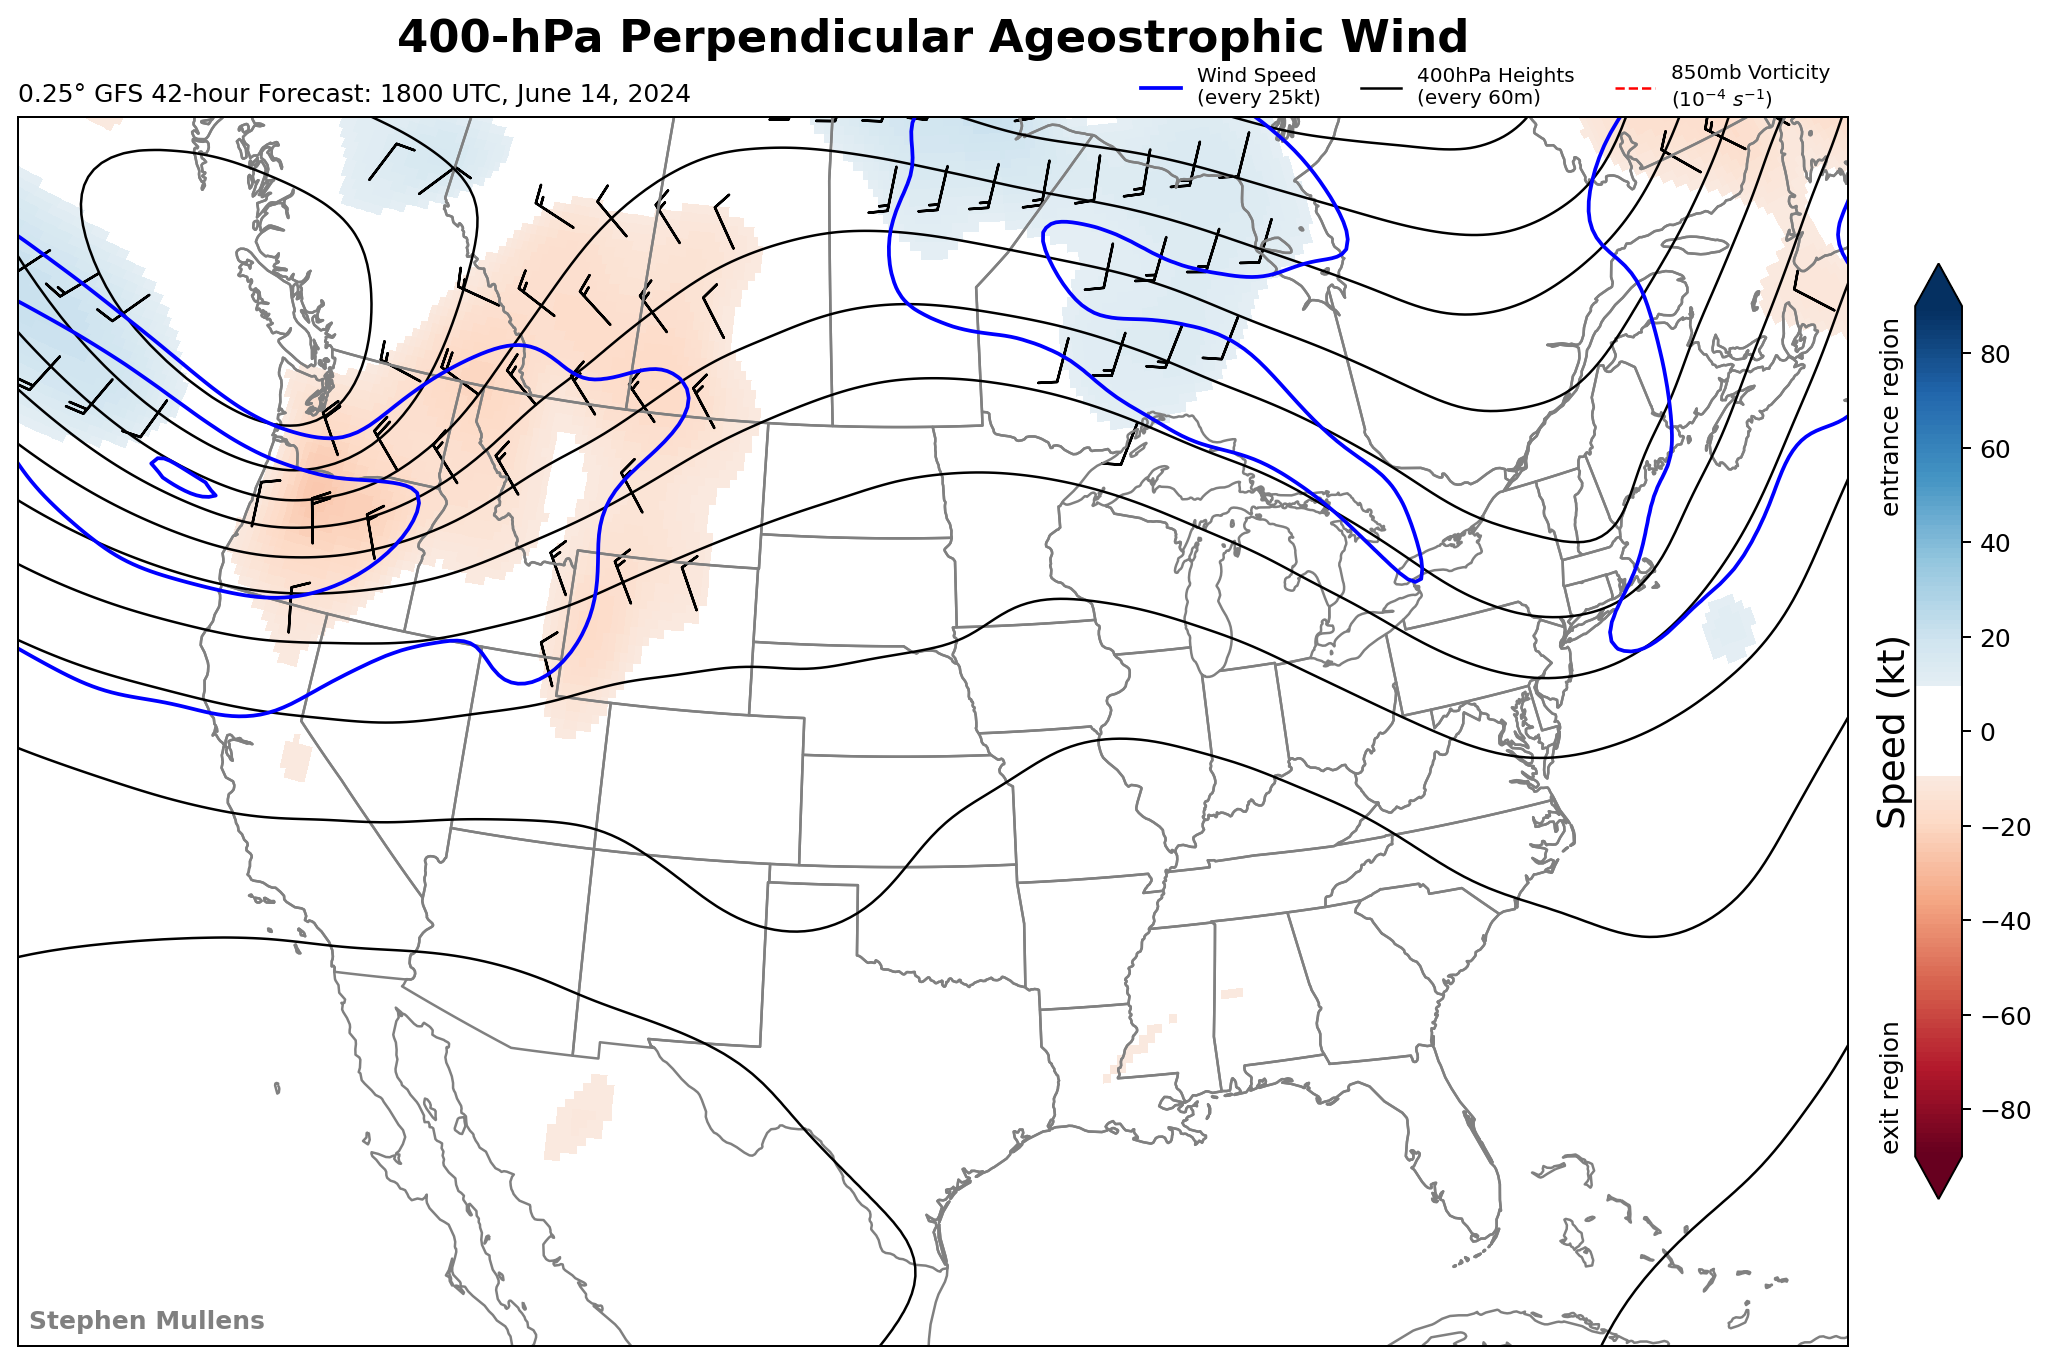 400-hPa Perpendicular Ageostrophic Wind
0.25° GFS 42-hour Forecast: 1800 UTC, June 14, 2024
Wind Speed
(every 25kt)
400hPa Heights
(every 60m)
850mb Vorticity
(10⁻⁴ s⁻¹)
entrance region
Speed (kt)
exit region
80
60
40
20
0
−20
−40
−60
−80
Stephen Mullens